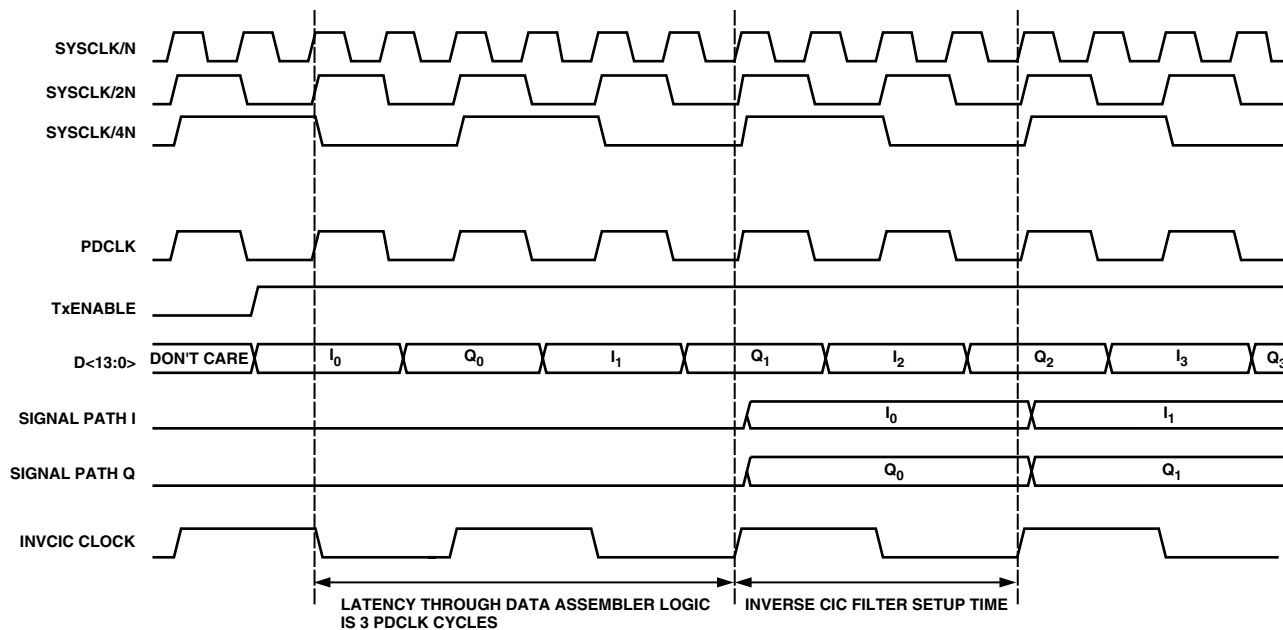 SYSCLK/N
SYSCLK/2N
SYSCLK/4N
PDCLK
TxENABLE
D<13:0> DON'T CARE I0 Q0 I1 Q1 I2 Q2 I3 Q3
SIGNAL PATH I I0 I1
SIGNAL PATH Q Q0 Q1
INVCIC CLOCK
LATENCY THROUGH DATA ASSEMBLER LOGIC
IS 3 PDCLK CYCLES
INVERSE CIC FILTER SETUP TIME